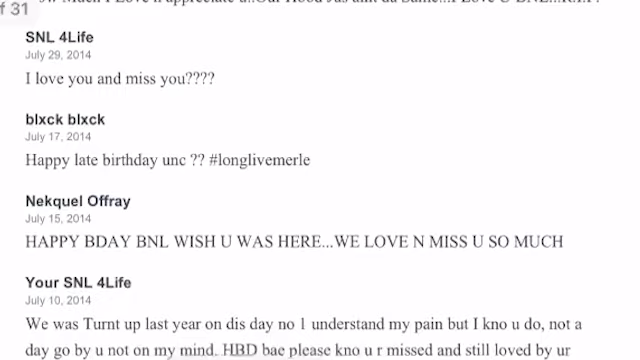 f 31
SNL 4Life
July 29, 2014
I love you and miss you????
blxck blxck
July 17, 2014
Happy late birthday unc ?? #longlivemerle
Nekquel Offray
July 15, 2014
HAPPY BDAY BNL WISH U WAS HERE...WE LOVE N MISS U SO MUCH
Your SNL 4Life
July 10, 2014
We was Turnt up last year on dis day no 1 understand my pain but I kno u do, not a
day go by u not on my mind. HBD bae please kno u r missed and still loved by ur